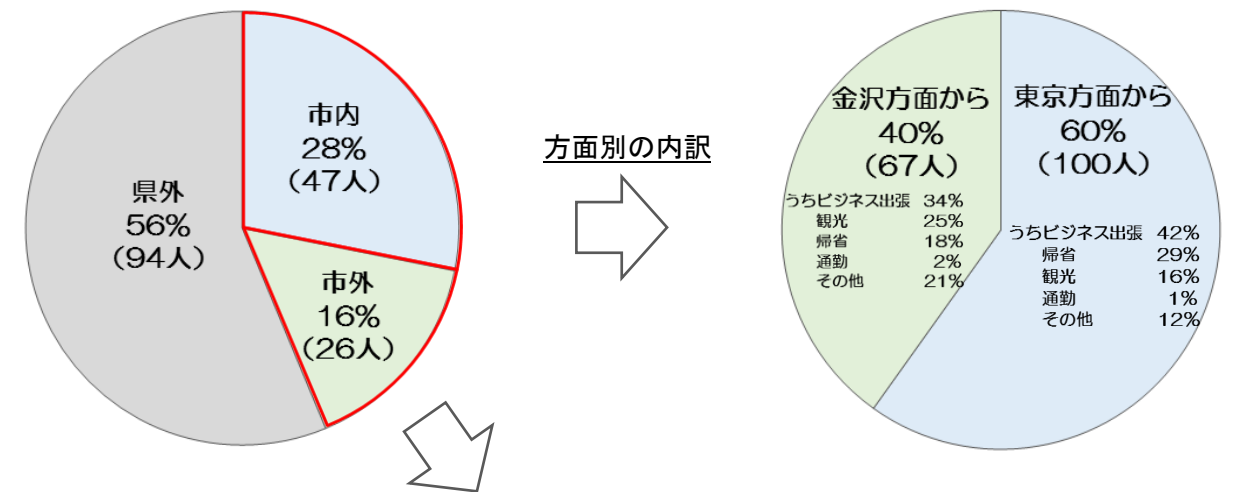 市内
28%
(47人)
県外
56%
(94人)
市外
16%
(26人)
方面別の内訳
金沢方面から
40%
(67人)
うちビジネス出張 34%
観光 25%
帰省 18%
通勤 2%
その他 21%
東京方面から
60%
(100人)
うちビジネス出張 42%
帰省 29%
観光 16%
通勤 1%
その他 12%